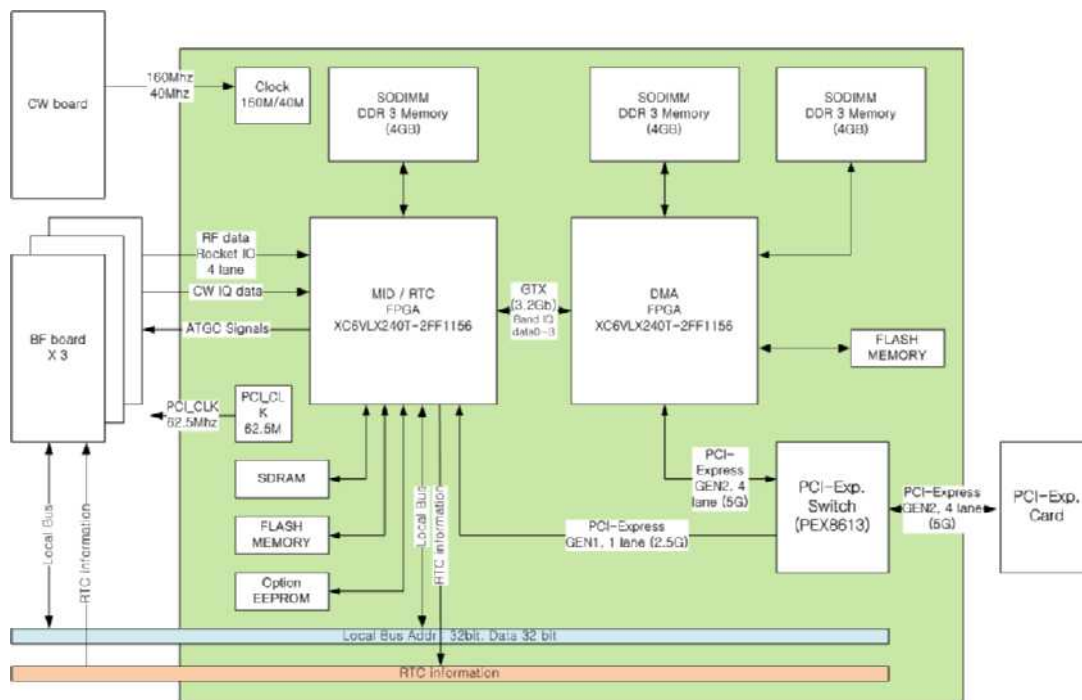 CW board
160Mhz
40Mhz
Clock
160M/40M
SODIMM
DDR 3 Memory
(4GB)
SODIMM
DDR 3 Memory
(4GB)
SODIMM
DDR 3 Memory
(4GB)
BF board
X 3
RF data
Rocket IO
4 lane
CW IQ data
ATGC Signals
PCI_CLK
62.5Mhz
PCI_CL
K
62.5M
MID / RTC
FPGA
XC6VLX240T-2FF1156
GTX
(3.2Gb)
Band IQ
data0~3
DMA
FPGA
XC6VLX240T-2FF1156
FLASH
MEMORY
SDRAM
FLASH
MEMORY
Option
EEPROM
Local Bus
RTC information
Local Bus
RTC information
PCI-Express
GEN1, 1 lane (2.5G)
PCI-
Express
GEN2, 4
lane (5G)
PCI-Exp.
Switch
(PEX8613)
PCI-Express
GEN2, 4 lane
(5G)
PCI-Exp.
Card
Local Bus Addr : 32bit, Data 32 bit
RTC information